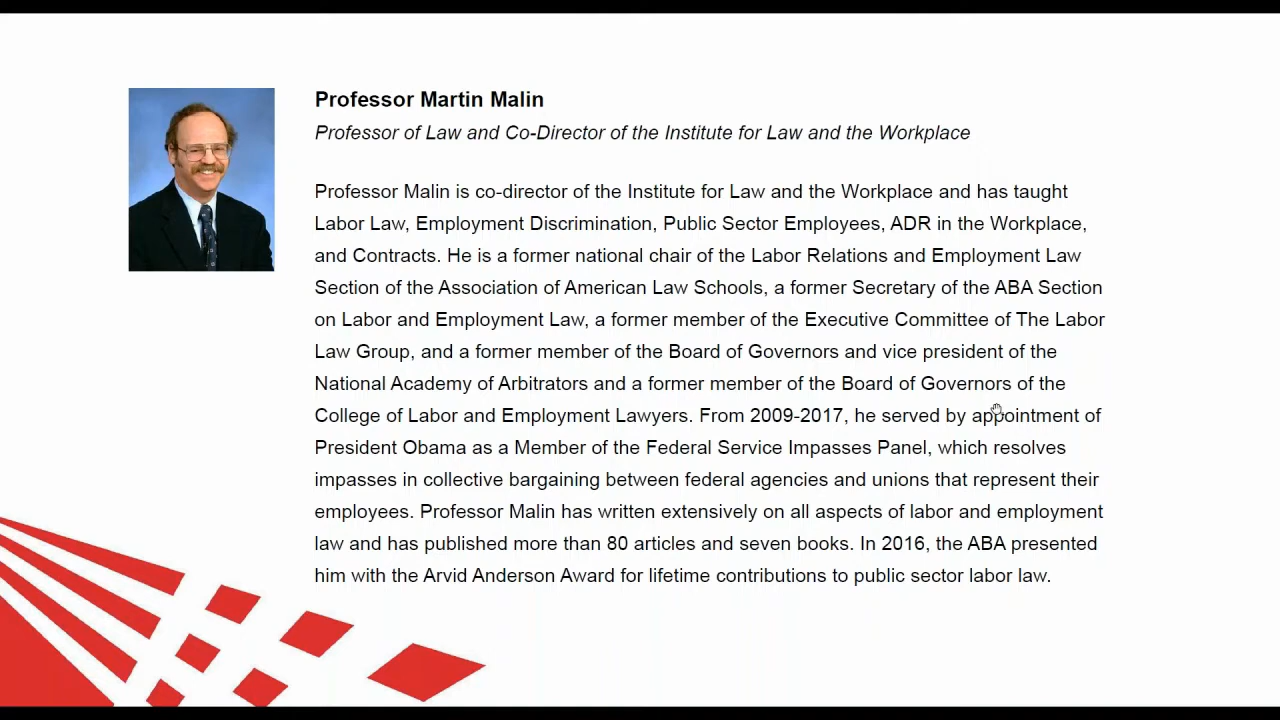 Professor Martin Malin
Professor of Law and Co-Director of the Institute for Law and the Workplace
Professor Malin is co-director of the Institute for Law and the Workplace and has taught
Labor Law, Employment Discrimination, Public Sector Employees, ADR in the Workplace,
and Contracts. He is a former national chair of the Labor Relations and Employment Law
Section of the Association of American Law Schools, a former Secretary of the ABA Section
on Labor and Employment Law, a former member of the Executive Committee of The Labor
Law Group, and a former member of the Board of Governors and vice president of the
National Academy of Arbitrators and a former member of the Board of Governors of the
College of Labor and Employment Lawyers. From 2009-2017, he served by appointment of
President Obama as a Member of the Federal Service Impasses Panel, which resolves
impasses in collective bargaining between federal agencies and unions that represent their
employees. Professor Malin has written extensively on all aspects of labor and employment
law and has published more than 80 articles and seven books. In 2016, the ABA presented
him with the Arvid Anderson Award for lifetime contributions to public sector labor law.